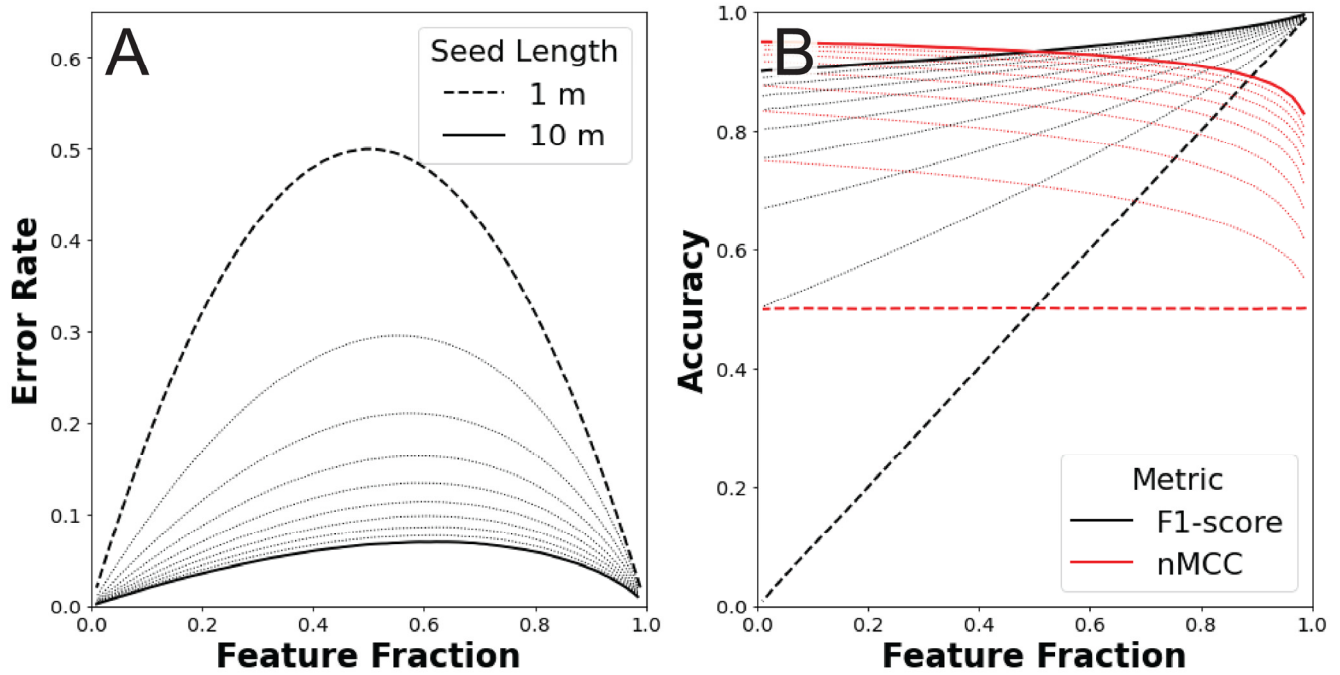 A
Seed Length
1 m
10 m
0.6
0.5
0.4
0.3
0.2
0.1
0.0
0.0 0.2 0.4 0.6 0.8 1.0
Error Rate
Feature Fraction
B
1.0
0.8
0.6
0.4
0.2
0.0
0.0 0.2 0.4 0.6 0.8 1.0
Accuracy
Feature Fraction
Metric
F1-score
nMCC